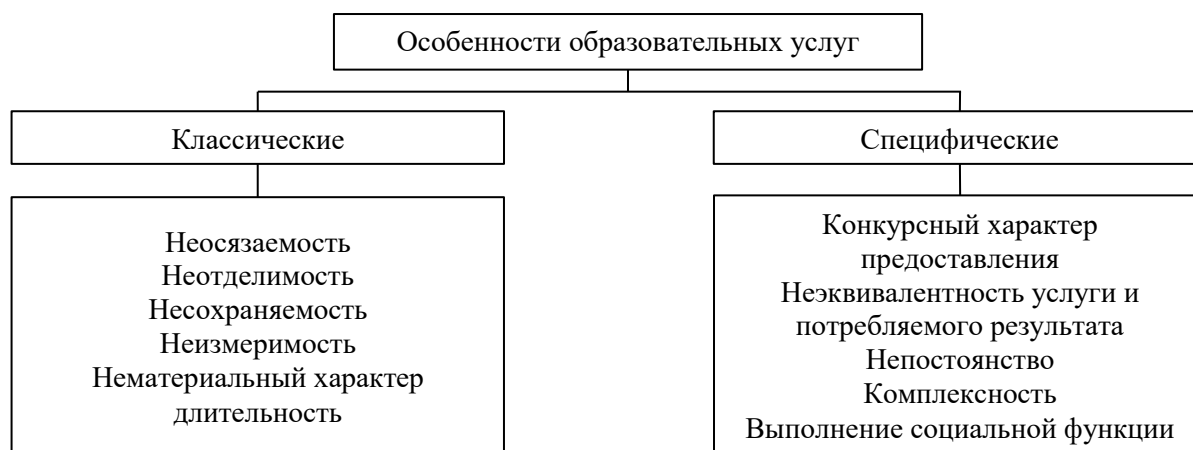 Особенности образовательных услуг
Классические
Специфические
Неосязаемость
Неотделимость
Несохраняемость
Неизмеримость
Нематериальный характер
длительность
Конкурсный характер
предоставления
Неэквивалентность услуги и
потребляемого результата
Непостоянство
Комплексность
Выполнение социальной функции